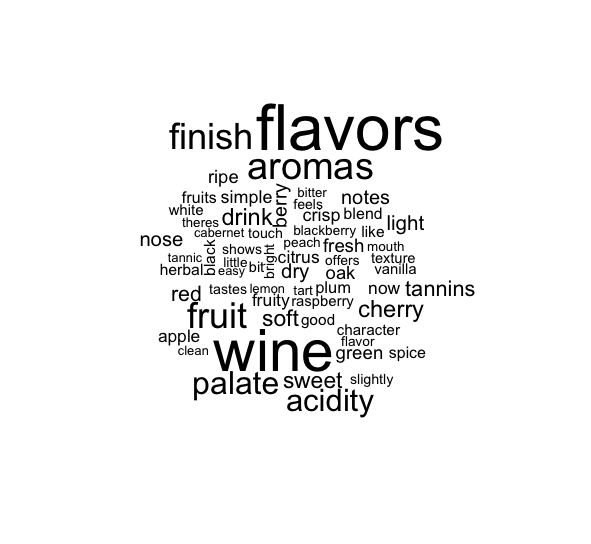 finish flavors
aromas
ripe
fruits simple berry bitter notes
feels
white drink crisp blend light
theres
cabernet touch blackberry like
nose black shows bright peach fresh mouth
tannic little citrus offers texture
herbal easy bit dry oak vanilla
red tastes lemon tart plum now tannins
fruity raspberry
fruit soft good cherry
apple character
clean wine flavor
green spice
palate sweet slightly
acidity